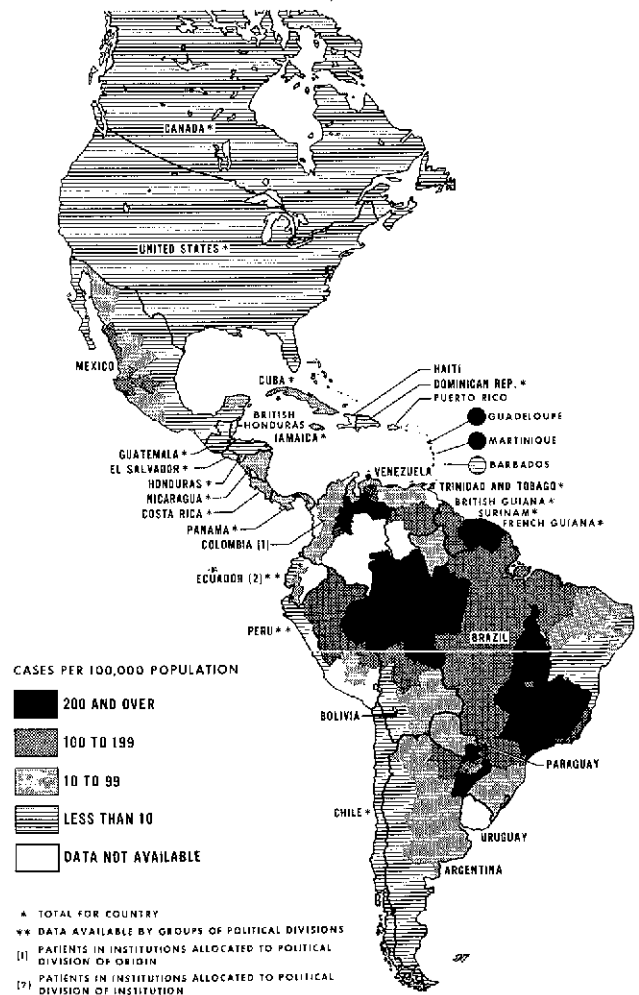 CANADA *
UNITED STATES *
MEXICO
CUBA *
HAITI
DOMINICAN REP. *
PUERTO RICO
BRITISH
HONDURAS
JAMAICA *
GUADELOUPE
MARTINIQUE
BARBADOS
GUATEMALA *
EL SALVADOR *
HONDURAS *
NICARAGUA *
COSTA RICA *
PANAMA *
COLOMBIA (1)
VENEZUELA
TRINIDAD AND TOBAGO *
BRITISH GUIANA *
SURINAM *
FRENCH GUIANA *
ECUADOR (2) **
PERU **
BRAZIL
CASES PER 100,000 POPULATION
200 AND OVER
100 TO 199
10 TO 99
LESS THAN 10
DATA NOT AVAILABLE
BOLIVIA
PARAGUAY
CHILE *
URUGUAY
ARGENTINA
* TOTAL FOR COUNTRY
** DATA AVAILABLE BY GROUPS OF POLITICAL DIVISIONS
(1) PATIENTS IN INSTITUTIONS ALLOCATED TO POLITICAL
DIVISION OF ORIGIN
(2) PATIENTS IN INSTITUTIONS ALLOCATED TO POLITICAL
DIVISION OF INSTITUTION